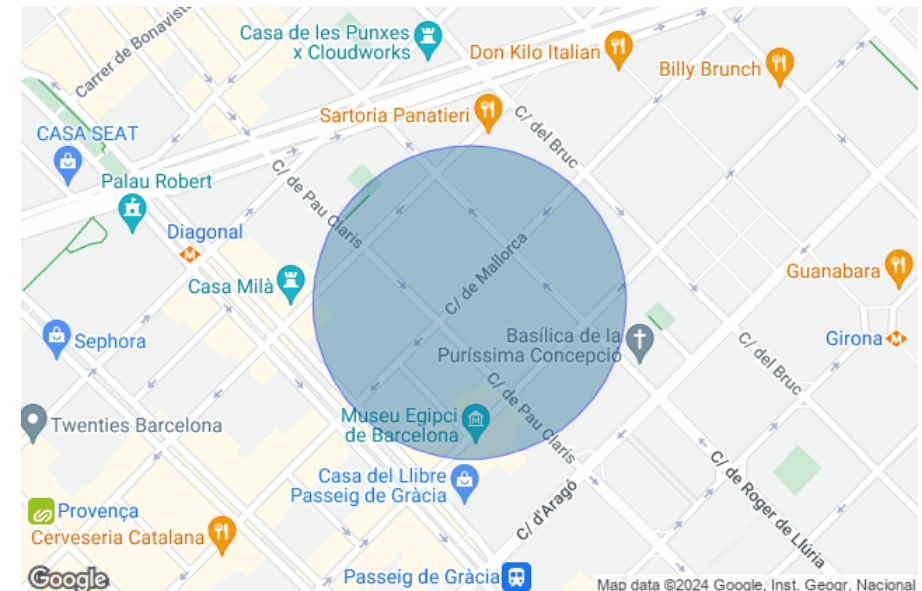 Carrer de Bonavista
Casa de les Punxes
x Cloudworks
Don Kilo Italian
Billy Brunch
Sartoria Panatieri
C/ del Bruc
CASA SEAT
Palau Robert
C/ de Pau Claris
Diagonal
C/ de Mallorca
Guanabara
Casa Milà
Sephora
Basílica de la
Puríssima Concepció
Girona
C/ del Bruc
C/ de Pau Claris
Museu Egipci
de Barcelona
Twenties Barcelona
Casa del Llibre
Passeig de Gràcia
C/ d'Aragó
C/ de Roger de Llúria
Provença
Cerveseria Catalana
Passeig de Gràcia
Google
Map data ©2024 Google, Inst. Geogr. Nacional